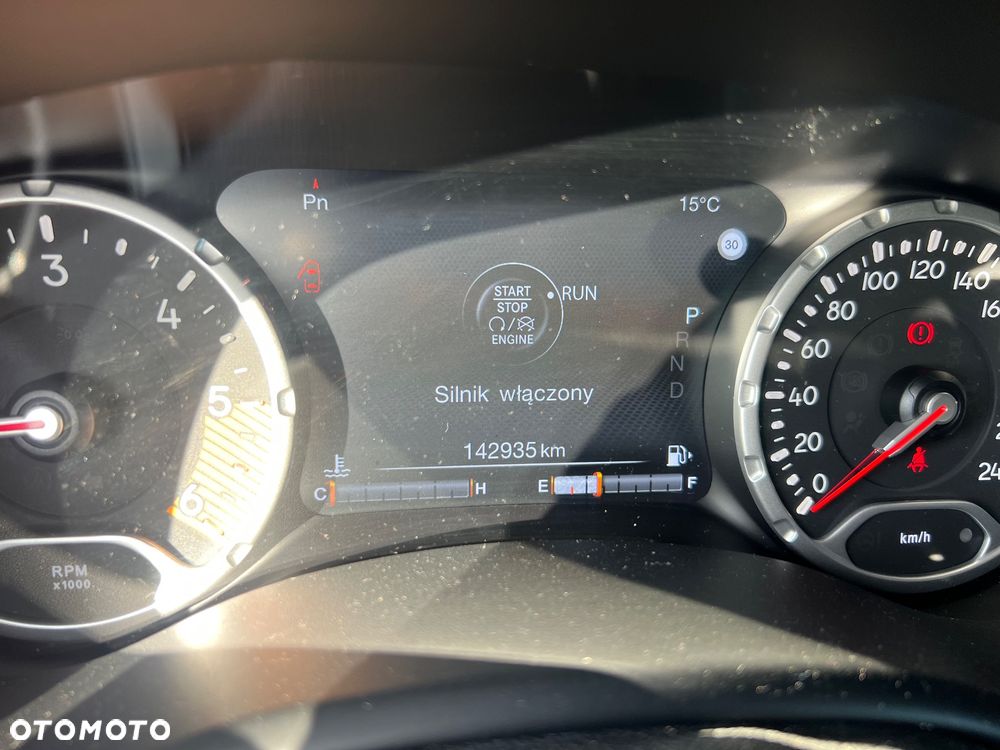 Pn
15°C
30
START
STOP
ENGINE
RUN
P
R
N
D
Silnik włączony
142935 km
C
H
E
F
3
4
5
6
RPM
x1000
0
20
40
60
80
100
120
140
km/h
OTOMOTO